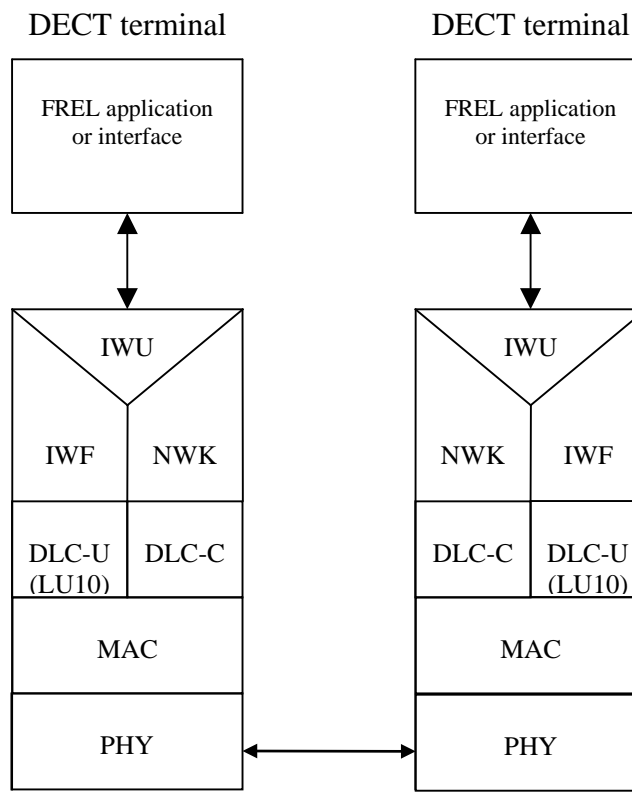 DECT terminal
FREL application
or interface
IWU
IWF
NWK
DLC-U
(LU10)
DLC-C
MAC
PHY
DECT terminal
FREL application
or interface
IWU
NWK
IWF
DLC-C
DLC-U
(LU10)
MAC
PHY